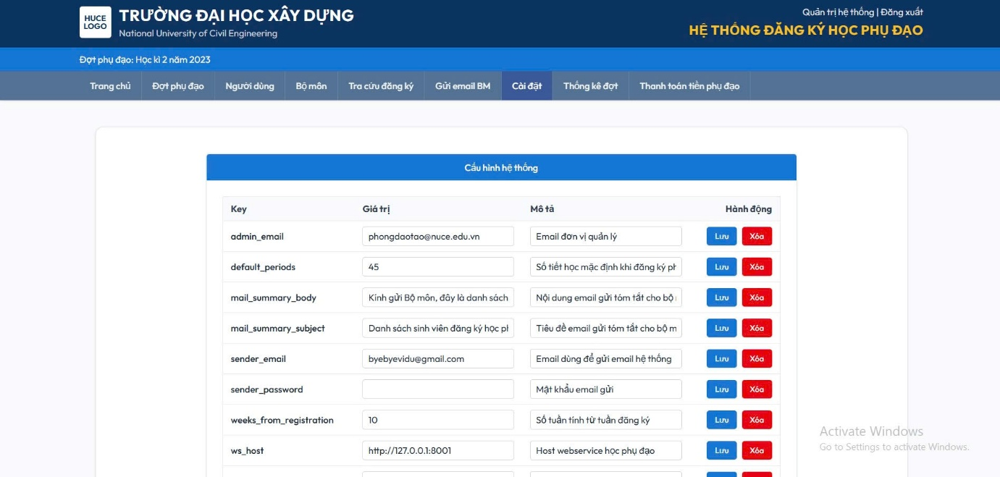 HUCE
LOGO
TRƯỜNG ĐẠI HỌC XÂY DỰNG
National University of Civil Engineering
Quản trị hệ thống | Đăng xuất
HỆ THỐNG ĐĂNG KÝ HỌC PHỤ ĐẠO
Đợt phụ đạo: Học kì 2 năm 2023
Trang chủ Đợt phụ đạo Người dùng Bộ môn Tra cứu đăng ký Gửi email BM Cài đặt Thống kê đợt Thanh toán tiền phụ đạo
Cấu hình hệ thống
Key Giá trị Mô tả Hành động
admin_email phongdaotao@nuce.edu.vn Email đơn vị quản lý Lưu Xóa
default_periods 45 Số tiết học mặc định khi đăng ký ph Lưu Xóa
mail_summary_body Kính gửi Bộ môn, đây là danh sách Nội dung email gửi tóm tắt cho bộ Lưu Xóa
mail_summary_subject Danh sách sinh viên đăng ký học ph Tiêu đề email gửi tóm tắt cho bộ m Lưu Xóa
sender_email byebyevidu@gmail.com Email dùng để gửi email hệ thống Lưu Xóa
sender_password Mật khẩu email gửi Lưu Xóa
weeks_from_registration 10 Số tuần tính từ tuần đăng ký Lưu Xóa
ws_host http://127.0.0.1:8001 Host webservice học phụ đạo Lưu Xóa
Activate Windows
Go to Settings to activate Windows.